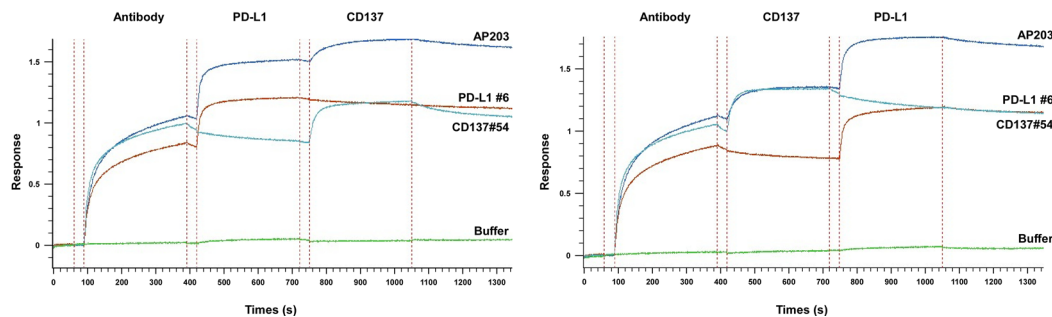 Antibody PD-L1 CD137
AP203
PD-L1 #6
CD137#54
Buffer
Response
1.5
1
0.5
0
0 100 200 300 400 500 600 700 800 900 1000 1100 1200 1300
Times (s)
Antibody CD137 PD-L1
AP203
PD-L1 #6
CD137#54
Buffer
Response
1.5
1
0.5
0
0 100 200 300 400 500 600 700 800 900 1000 1100 1200 1300
Times (s)